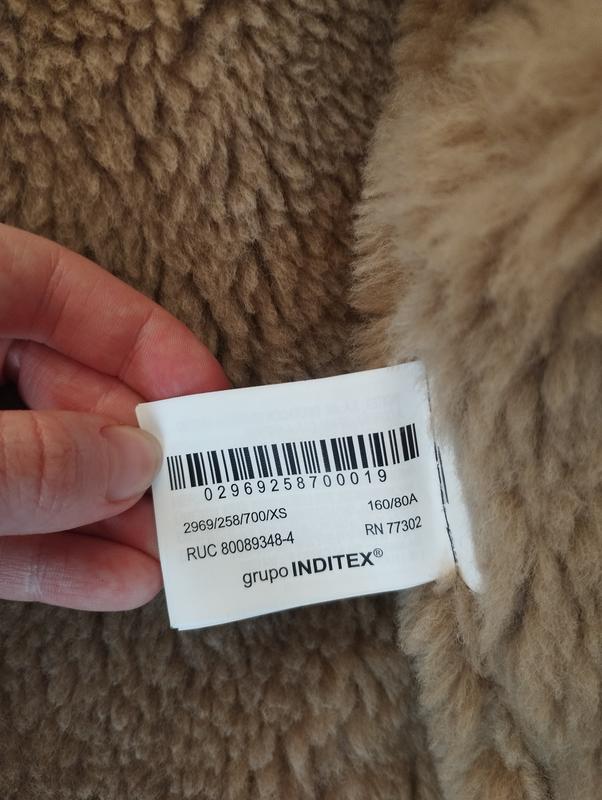 02969258700019
2969/258/700/XS 160/80A
RUC 80089348-4 RN 77302
grupo INDITEX®